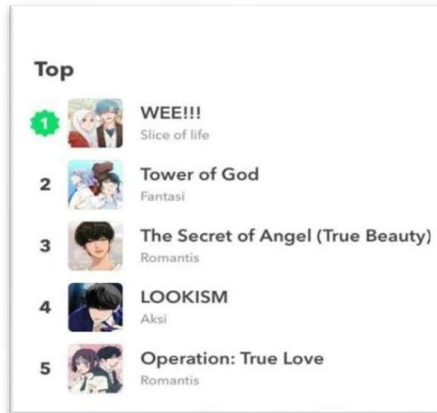 Top
1
WEE!!!
Slice of life
2
Tower of God
Fantasi
3
The Secret of Angel (True Beauty)
Romantis
4
LOOKISM
Aksi
5
Operation: True Love
Romantis